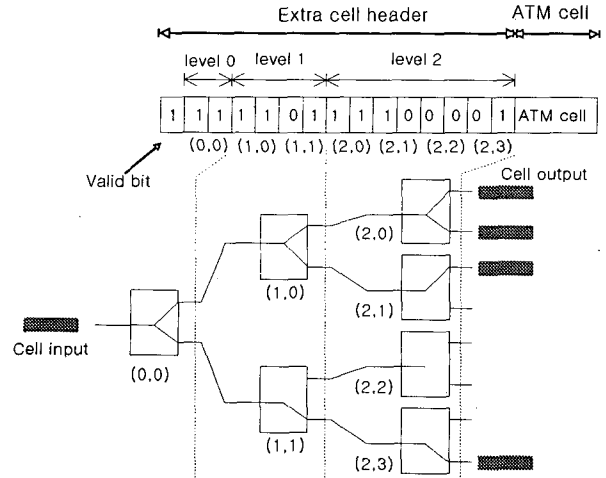 Extra cell header ATM cell
level 0 level 1 level 2
1 1 1 1 1 0 1 1 1 1 0 0 0 0 1 ATM cell
(0,0) (1,0) (1,1) (2,0) (2,1) (2,2) (2,3)
Valid bit
Cell output
(2,0)
(1,0)
(2,1)
Cell input
(0,0)
(2,2)
(1,1)
(2,3)